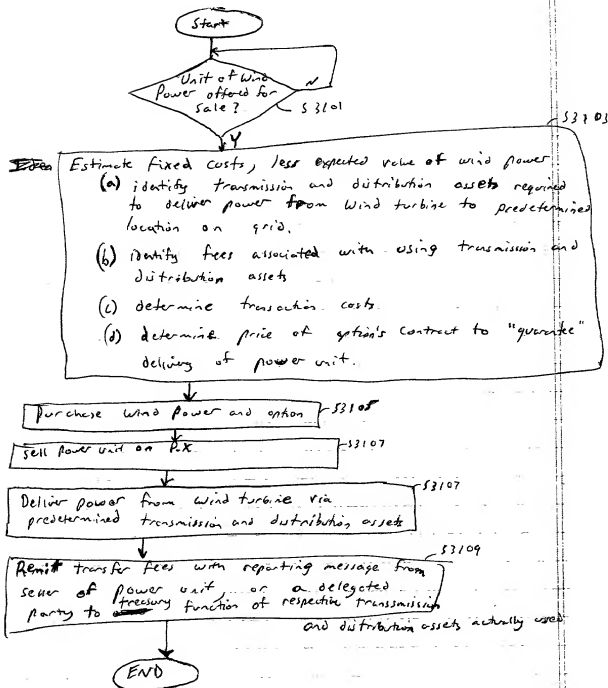 Start
Unit of Wind
Power offered for
Sale?
N
S3101
Y
S3103
Estimate fixed costs, less expected value of wind power
(a) identify transmission and distribution assets required
to deliver power from wind turbine to predetermined
location on grid.
(b) identify fees associated with using transmission and
distribution assets
(c) determine transaction costs
(d) determine price of option's contract to "guarantee"
delivery of power unit.
Purchase wind power and option
S3105
Sell power unit on P.X
S3107
S3107
Deliver power from wind turbine via
predetermined transmission and distribution assets
S3109
Remit transfer fees with reporting message from
seller of power unit, or a delegated
party to treasury function of respective transmission
and distribution assets actually used
END